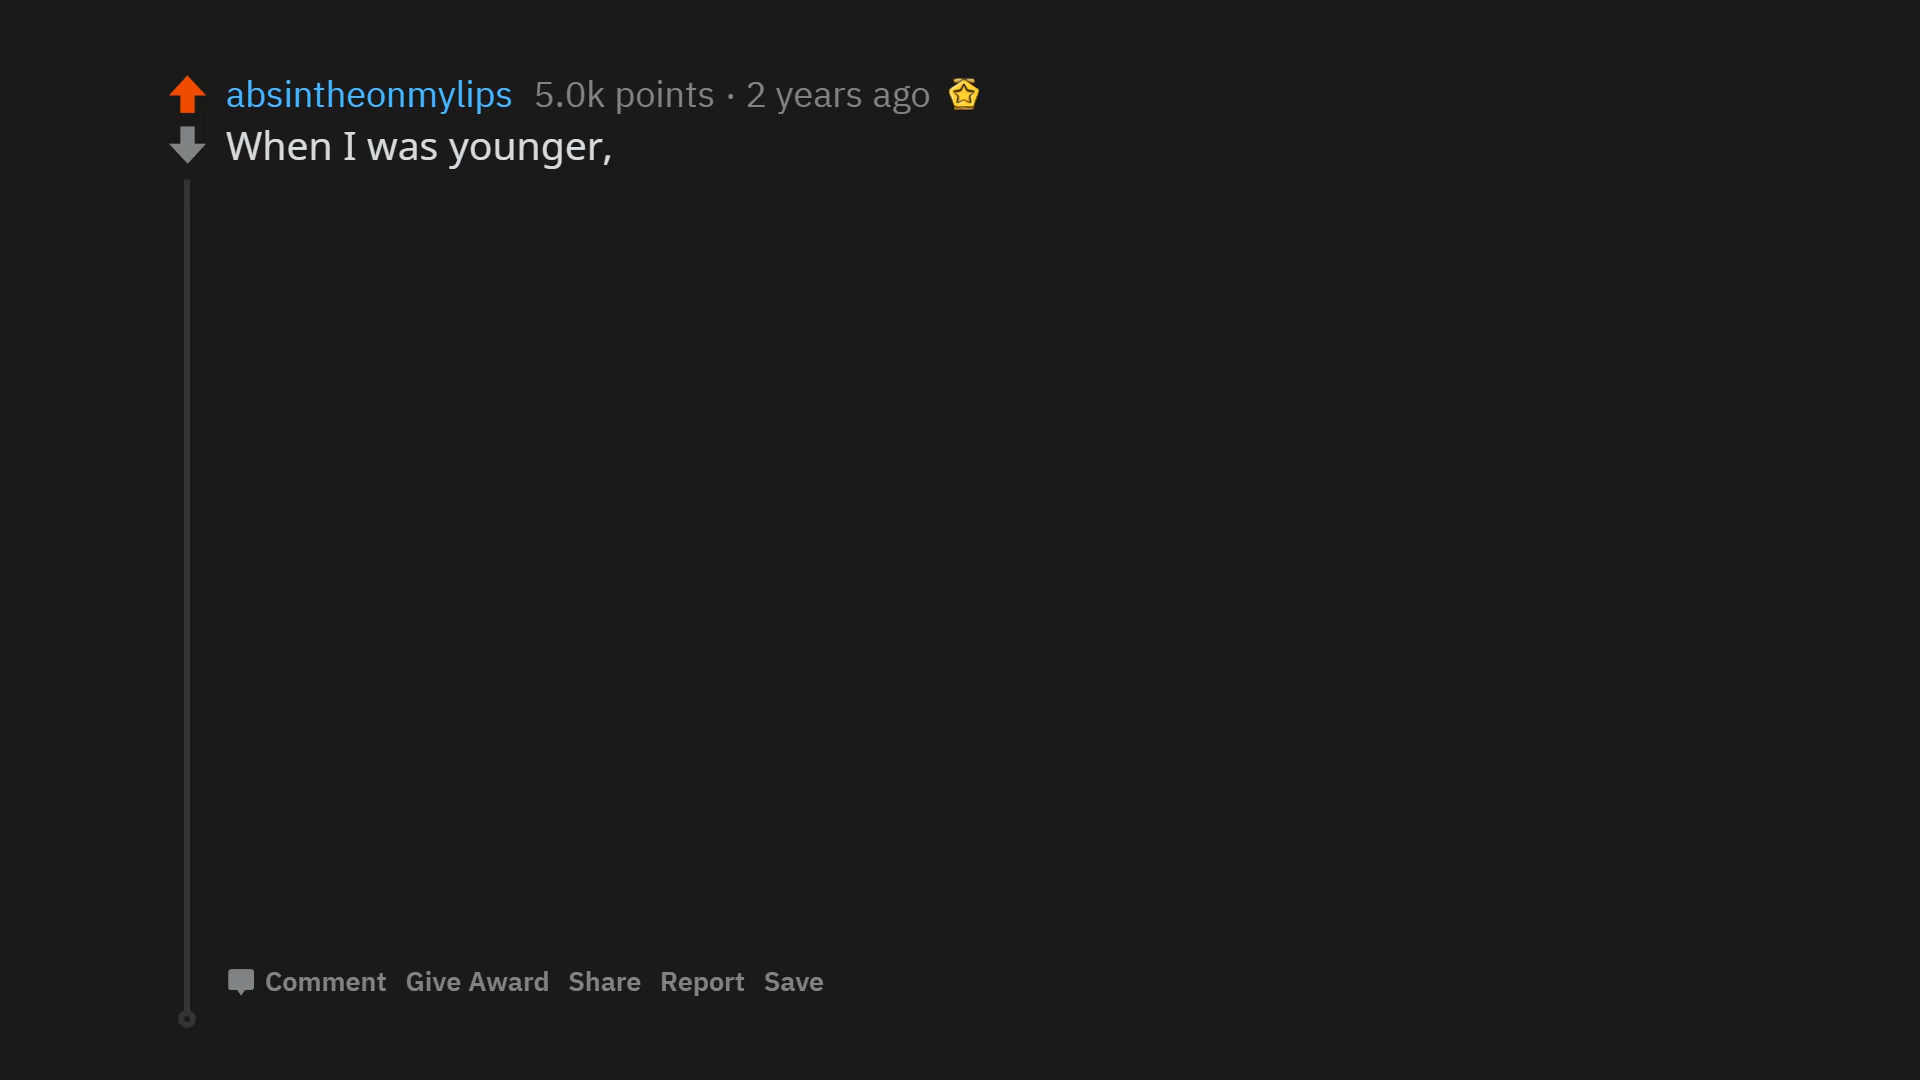 absintheonmylips 5.0k points · 2 years ago
When I was younger,
Comment Give Award Share Report Save